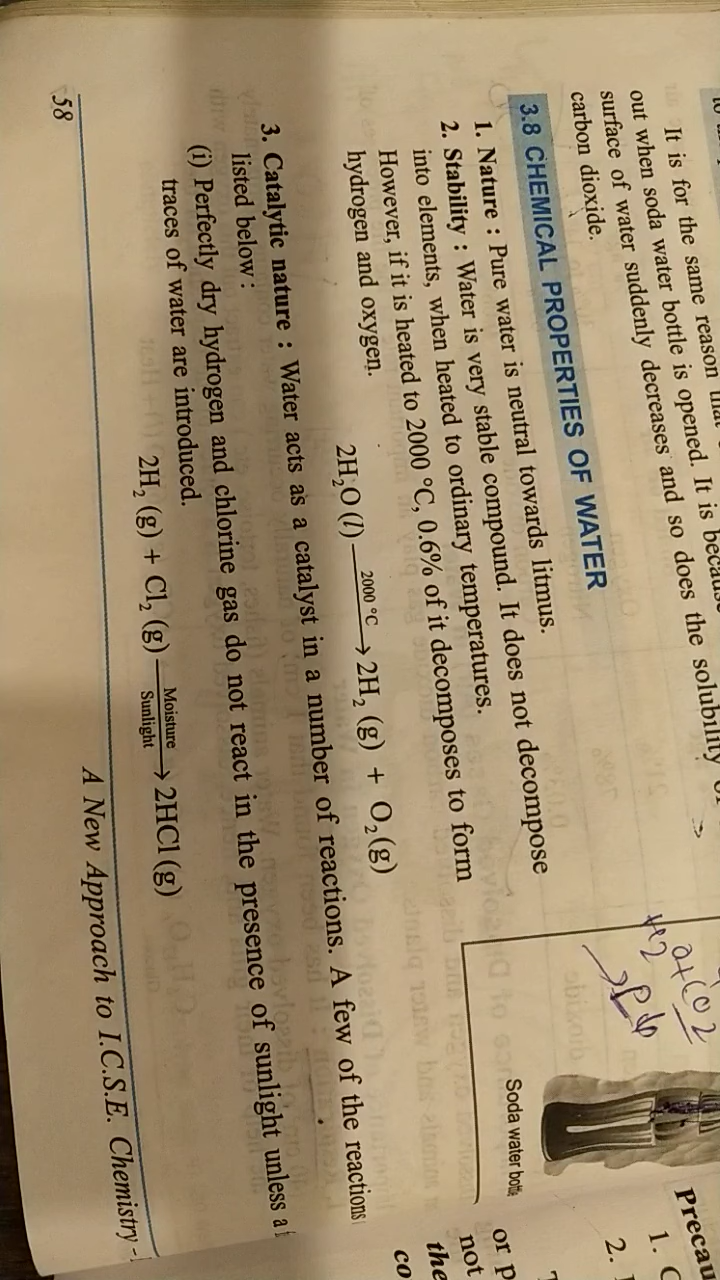 It is for the same reason that
out when soda water bottle is opened. It is because
surface of water suddenly decreases and so does the solubility of
carbon dioxide.
3.8 CHEMICAL PROPERTIES OF WATER
1. Nature : Pure water is neutral towards litmus.
2. Stability : Water is very stable compound. It does not decompose
into elements, when heated to ordinary temperatures.
However, if it is heated to 2000 °C, 0.6% of it decomposes to form
hydrogen and oxygen.
2H₂O (l) —2000 °C→ 2H₂ (g) + O₂ (g)
3. Catalytic nature : Water acts as a catalyst in a number of reactions. A few of the reactions
listed below :
(i) Perfectly dry hydrogen and chlorine gas do not react in the presence of sunlight unless a
traces of water are introduced.
2H₂ (g) + Cl₂ (g) —Moisture/Sunlight→ 2HCl (g)
58
A New Approach to I.C.S.E. Chemistry -
Soda water bottle
1.
2.
or p
not
the
co